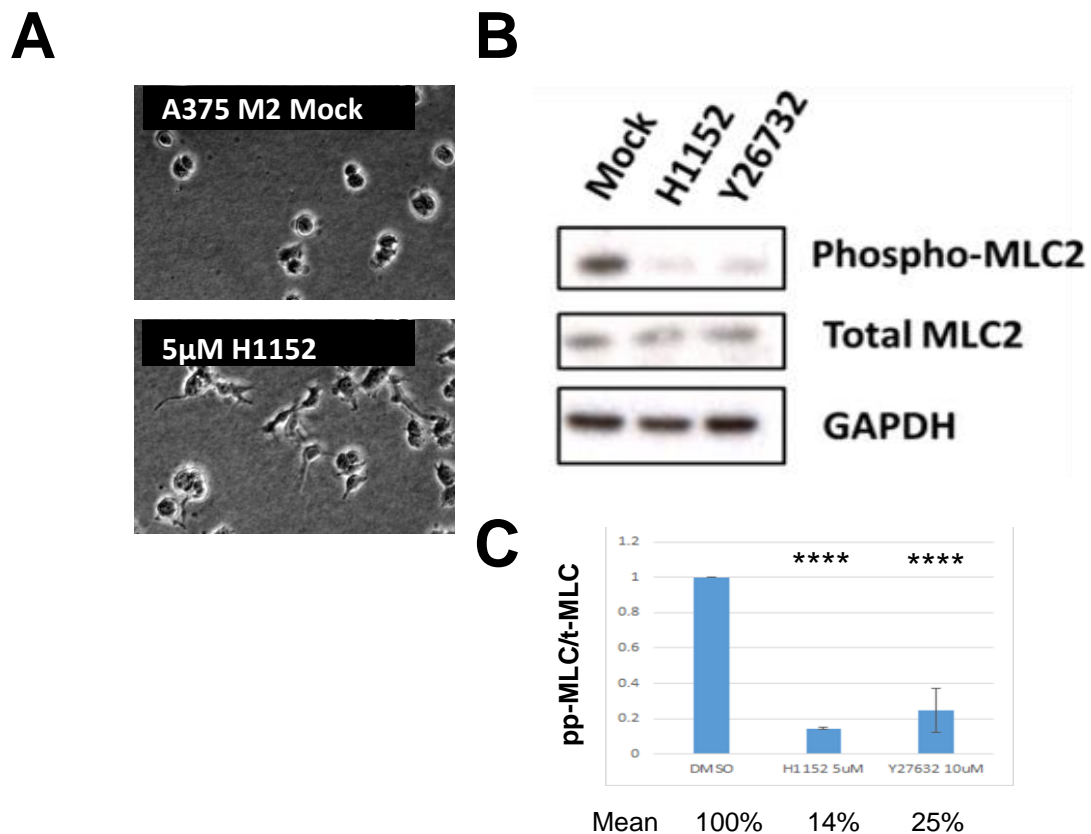 A
A375 M2 Mock
5μM H1152
B
Mock
H1152
Y26732
Phospho-MLC2
Total MLC2
GAPDH
C
pp-MLC/t-MLC
1.2
1
0.8
0.6
0.4
0.2
0
**** ****
DMSO H1152 5uM Y27632 10uM
Mean 100% 14% 25%